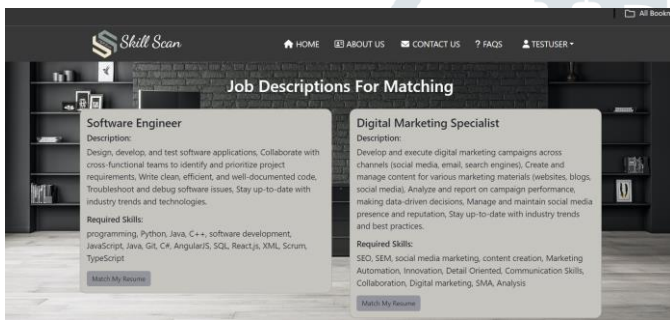 All Bookm
Skill Scan
HOME
ABOUT US
CONTACT US
? FAQS
TESTUSER
Job Descriptions For Matching
Software Engineer
Description:
Design, develop, and test software applications, Collaborate with
cross-functional teams to identify and prioritize project
requirements, Write clean, efficient, and well-documented code,
Troubleshoot and debug software issues, Stay up-to-date with
industry trends and technologies.
Required Skills:
programming, Python, Java, C++, software development,
JavaScript, Java, Git, C#, AngularJS, SQL, React.js, XML, Scrum,
TypeScript
Match My Resume
Digital Marketing Specialist
Description:
Develop and execute digital marketing campaigns across
channels (social media, email, search engines), Create and
manage content for various marketing materials (websites, blogs,
social media), Analyze and report on campaign performance,
making data-driven decisions, Manage and maintain social media
presence and reputation, Stay up-to-date with industry trends
and best practices.
Required Skills:
SEO, SEM, social media marketing, content creation, Marketing
Automation, Innovation, Detail Oriented, Communication Skills,
Collaboration, Digital marketing, SMA, Analysis
Match My Resume